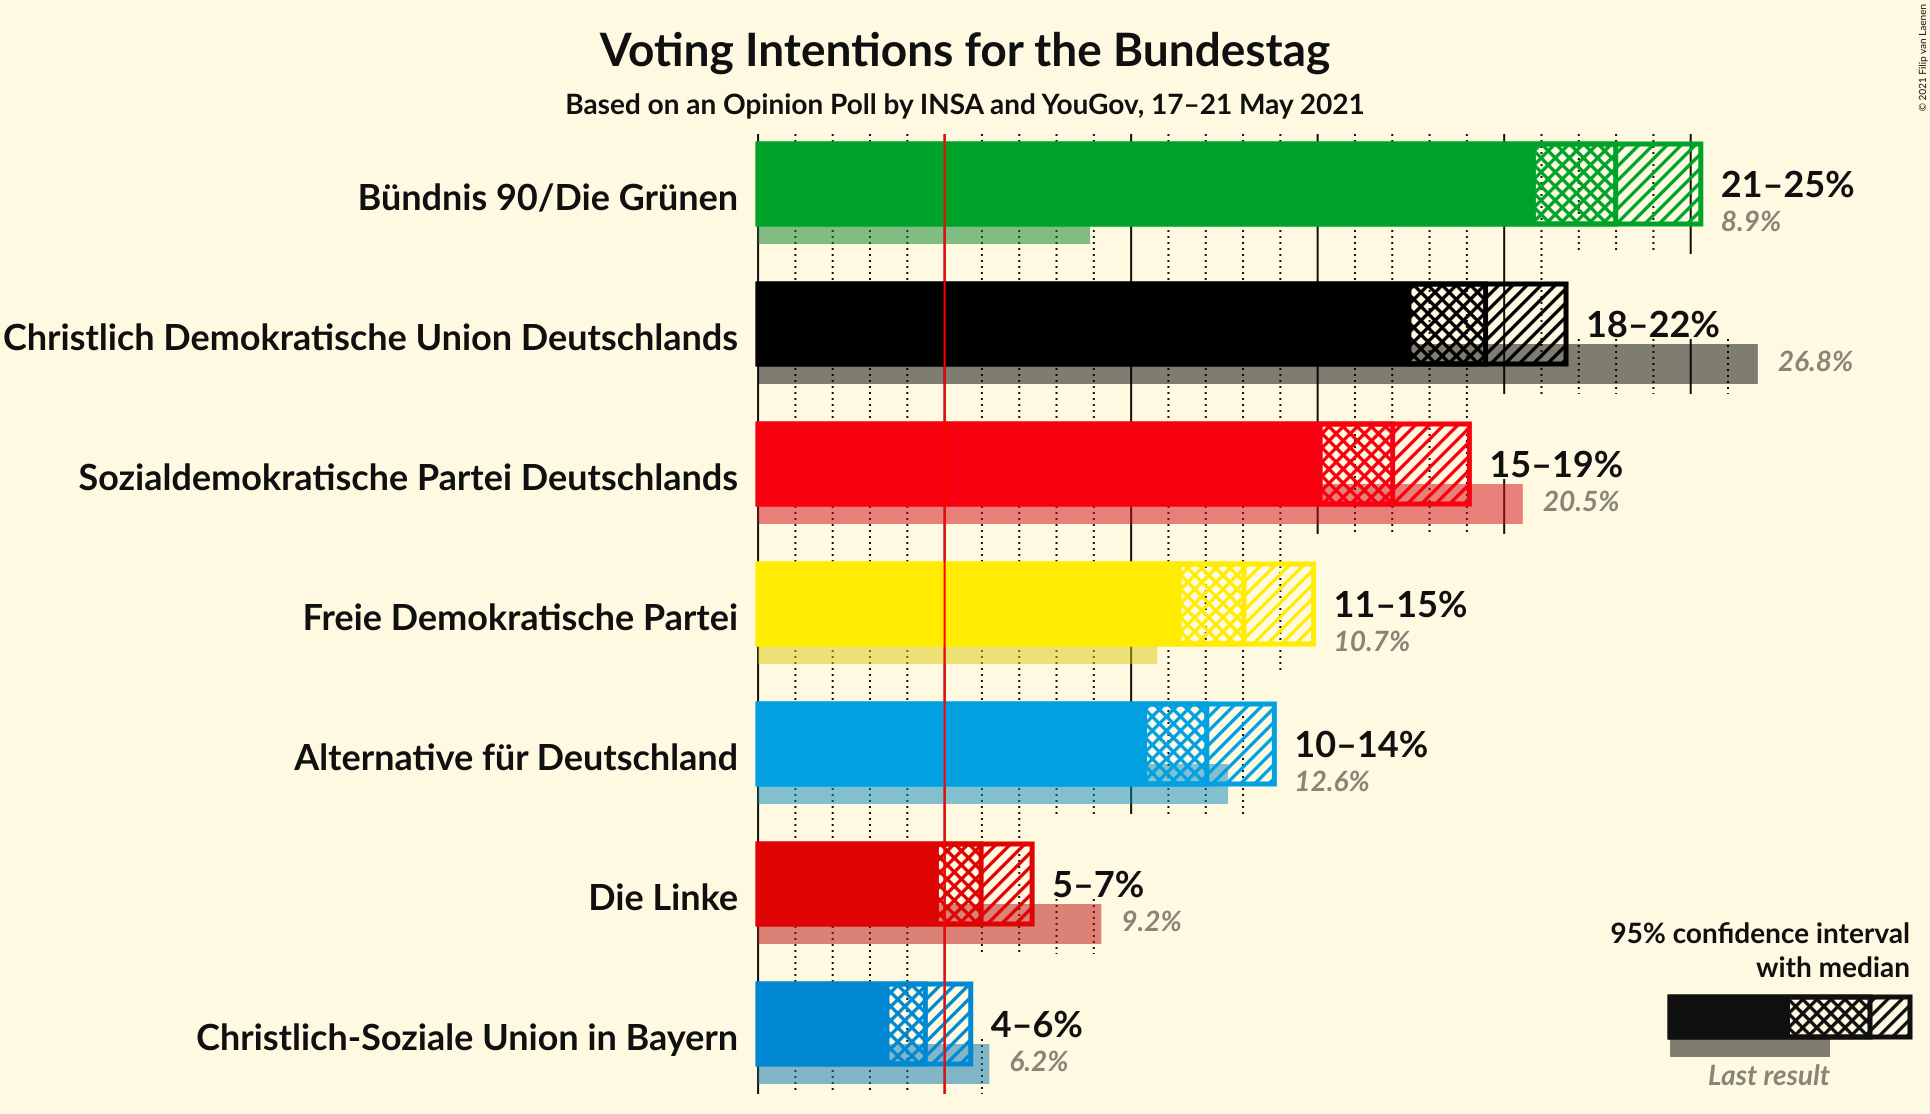 Voting Intentions for the Bundestag
Based on an Opinion Poll by INSA and YouGov, 17–21 May 2021
© 2021 Filip van Laenen
Bündnis 90/Die Grünen
21–25%
8.9%
Christlich Demokratische Union Deutschlands
18–22%
26.8%
Sozialdemokratische Partei Deutschlands
15–19%
20.5%
Freie Demokratische Partei
11–15%
10.7%
Alternative für Deutschland
10–14%
12.6%
Die Linke
5–7%
9.2%
Christlich-Soziale Union in Bayern
4–6%
6.2%
95% confidence interval
with median
Last result